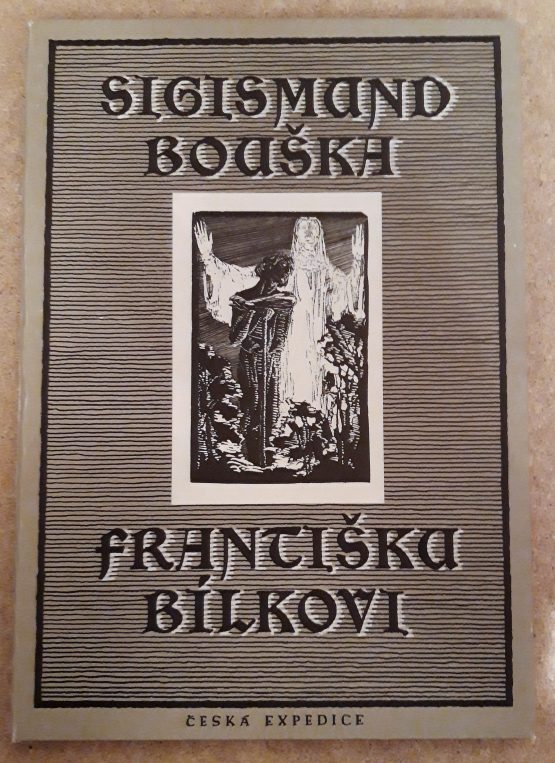 SIGISMUND
BOUŠKA
FRANTIŠKU
BÍLKOVI
ČESKÁ EXPEDICE